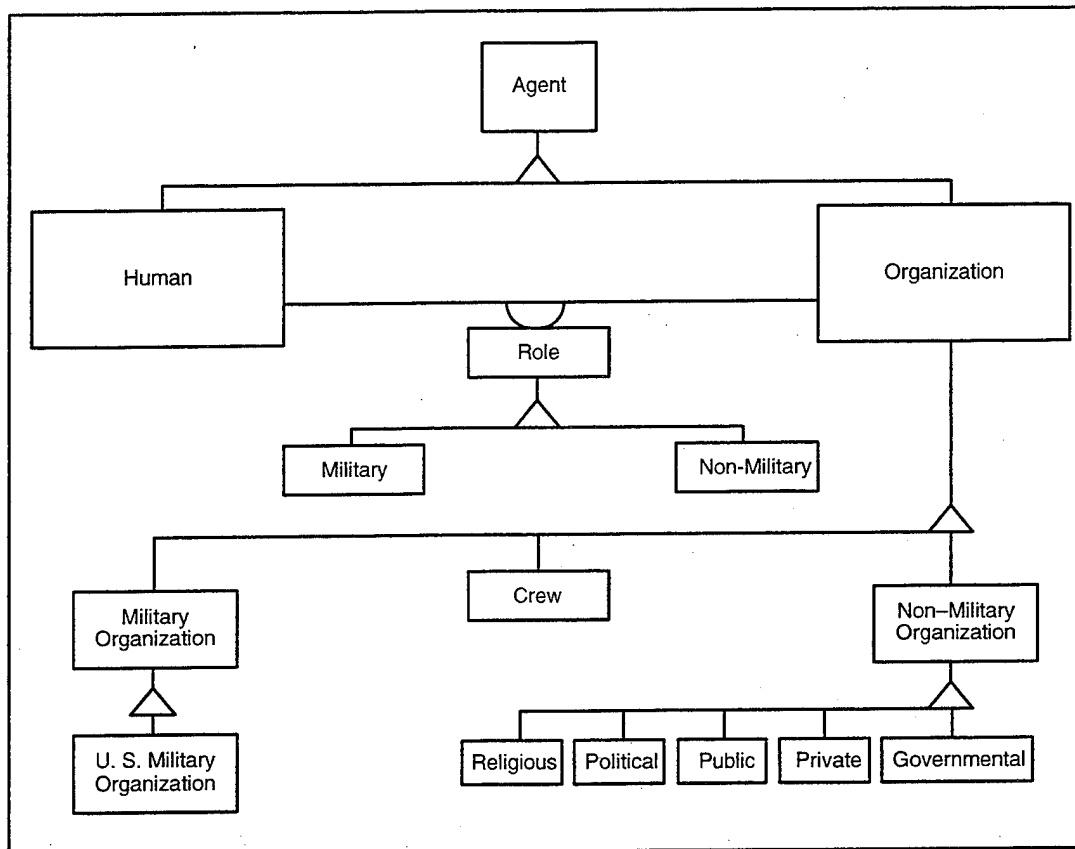 Agent
Human
Organization
Role
Military
Non-Military
Crew
Military
Organization
Non–Military
Organization
U. S. Military
Organization
Religious
Political
Public
Private
Governmental